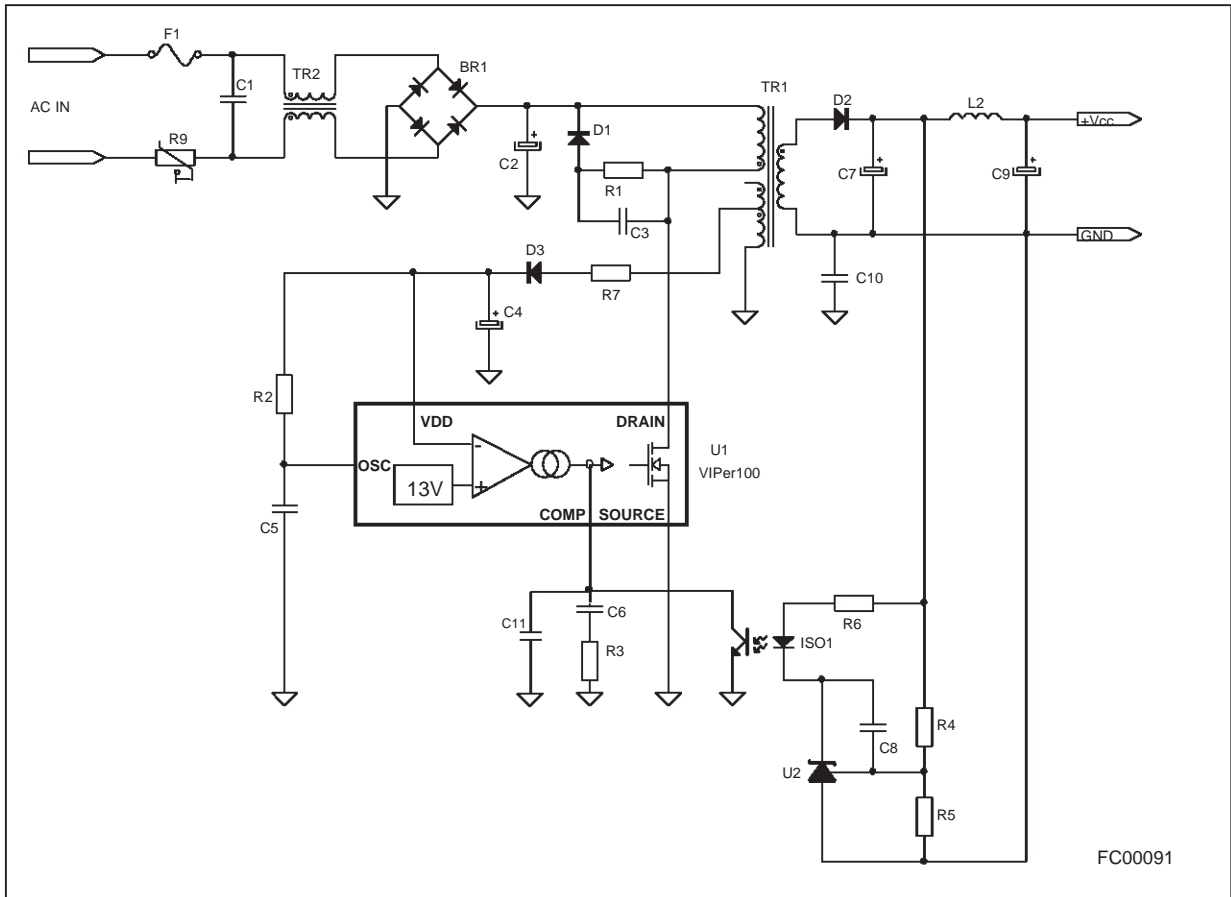 F1
TR2
BR1
C1
TR1
D2
L2
+Vcc
AC IN
R9
C2
+
D1
R1
C3
C7
+
C9
+
GND
D3
R7
C10
C4
+
R2
VDD
DRAIN
U1
VIPer100
OSC
-
+
13V
COMP
SOURCE
C5
C11
C6
R3
R6
ISO1
C8
R4
U2
R5
FC00091